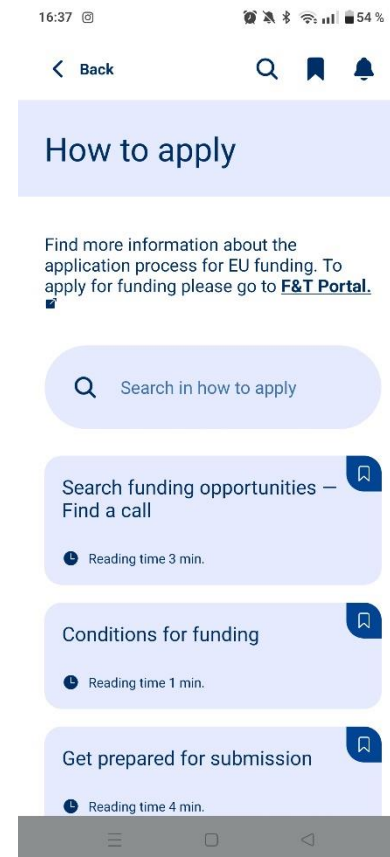 16:37
54 %
Back
How to apply
Find more information about the
application process for EU funding. To
apply for funding please go to F&T Portal.
Search in how to apply
Search funding opportunities –
Find a call
Reading time 3 min.
Conditions for funding
Reading time 1 min.
Get prepared for submission
Reading time 4 min.